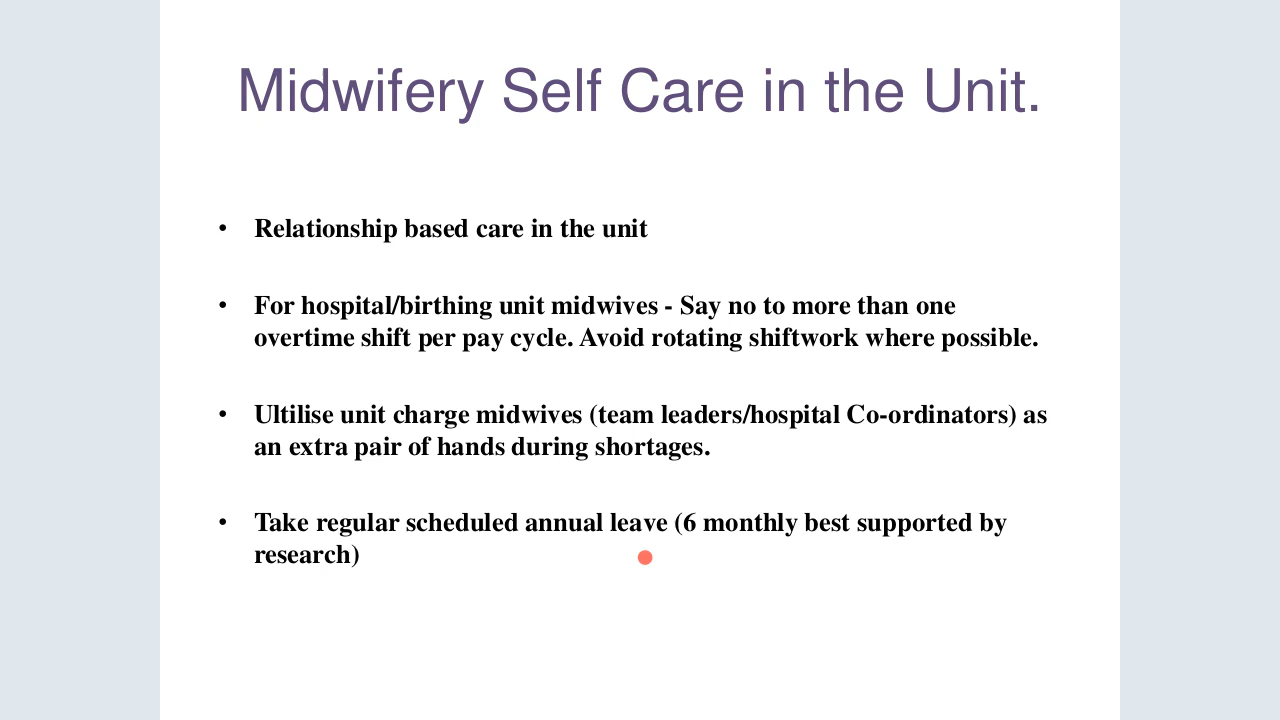 Midwifery Self Care in the Unit.
• Relationship based care in the unit
• For hospital/birthing unit midwives - Say no to more than one
overtime shift per pay cycle. Avoid rotating shiftwork where possible.
• Ultilise unit charge midwives (team leaders/hospital Co-ordinators) as
an extra pair of hands during shortages.
• Take regular scheduled annual leave (6 monthly best supported by
research)